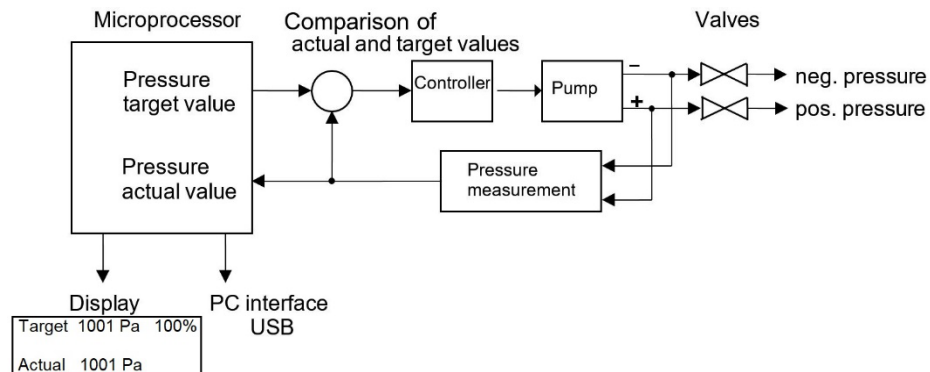 Microprocessor
Comparison of
actual and target values
Valves
Pressure
target value
Controller
Pump
−
+
neg. pressure
pos. pressure
Pressure
actual value
Pressure
measurement
Display
PC interface
USB
Target 1001 Pa 100%
Actual 1001 Pa